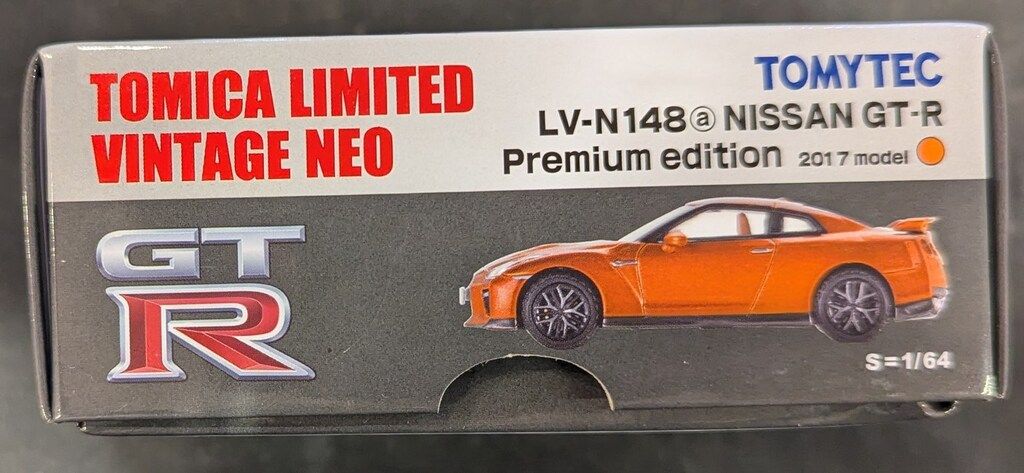 TOMICA LIMITED
VINTAGE NEO
TOMYTEC
LV-N148ⓐ NISSAN GT-R
Premium edition 2017 model
GT
R
S=1/64